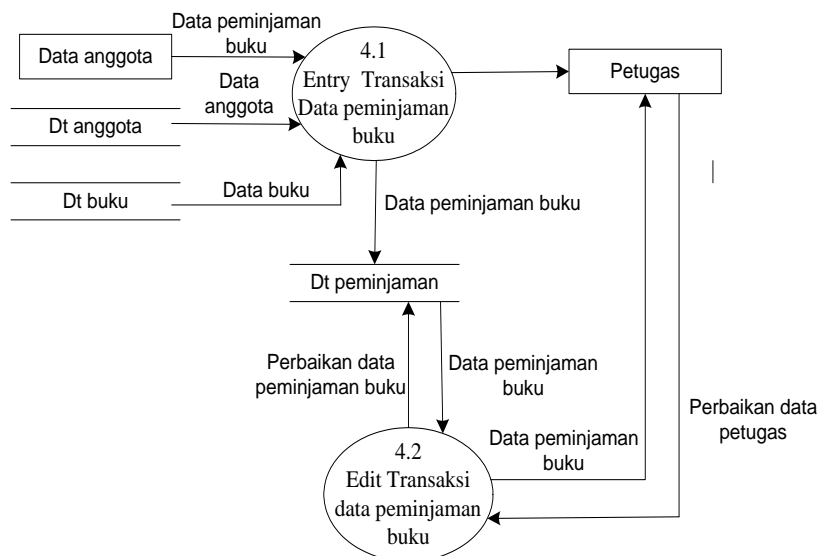 Data peminjaman
buku
Data anggota
4.1
Entry Transaksi
Data peminjaman
buku
Petugas
Data
anggota
Dt anggota
Dt buku
Data buku
Data peminjaman buku
Dt peminjaman
Perbaikan data
peminjaman buku
Data peminjaman
buku
Perbaikan data
petugas
Data peminjaman
buku
4.2
Edit Transaksi
data peminjaman
buku